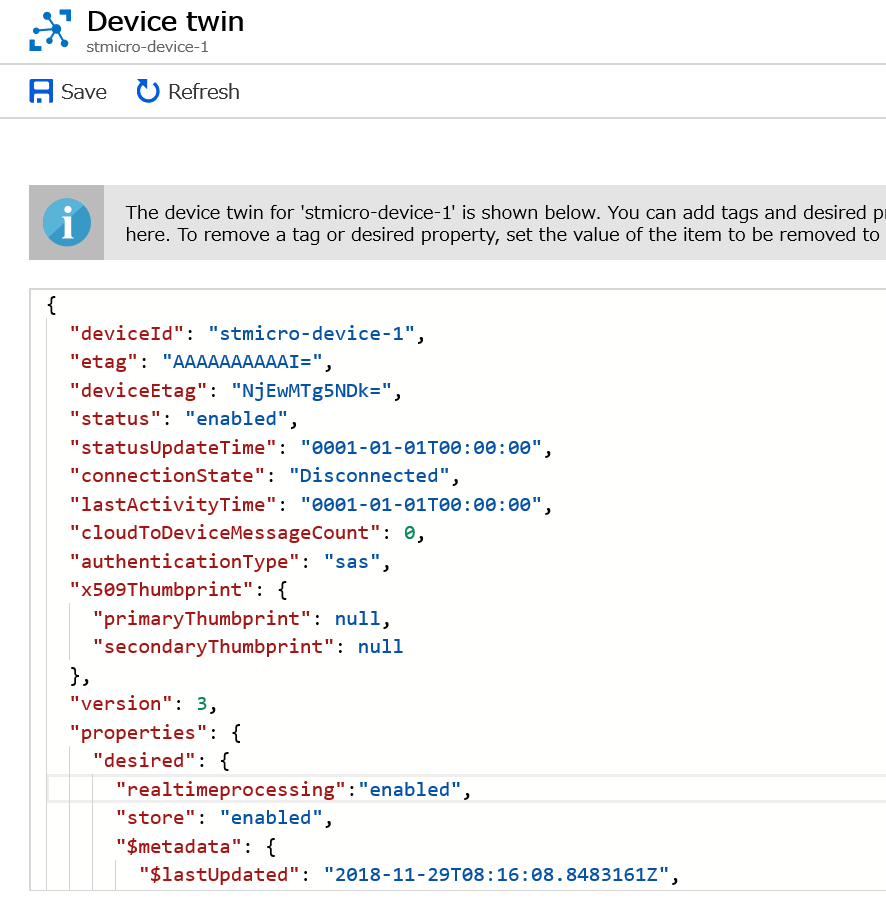 Device twin
stmicro-device-1
Save Refresh
The device twin for 'stmicro-device-1' is shown below. You can add tags and desired
here. To remove a tag or desired property, set the value of the item to be removed to
{
"deviceId": "stmicro-device-1",
"etag": "AAAAAAAAAAI=",
"deviceEtag": "NjEwMTg5NDk=",
"status": "enabled",
"statusUpdateTime": "0001-01-01T00:00:00",
"connectionState": "Disconnected",
"lastActivityTime": "0001-01-01T00:00:00",
"cloudToDeviceMessageCount": 0,
"authenticationType": "sas",
"x509Thumbprint": {
"primaryThumbprint": null,
"secondaryThumbprint": null
},
"version": 3,
"properties": {
"desired": {
"realtimeprocessing":"enabled",
"store": "enabled",
"$metadata": {
"$lastUpdated": "2018-11-29T08:16:08.8483161Z",